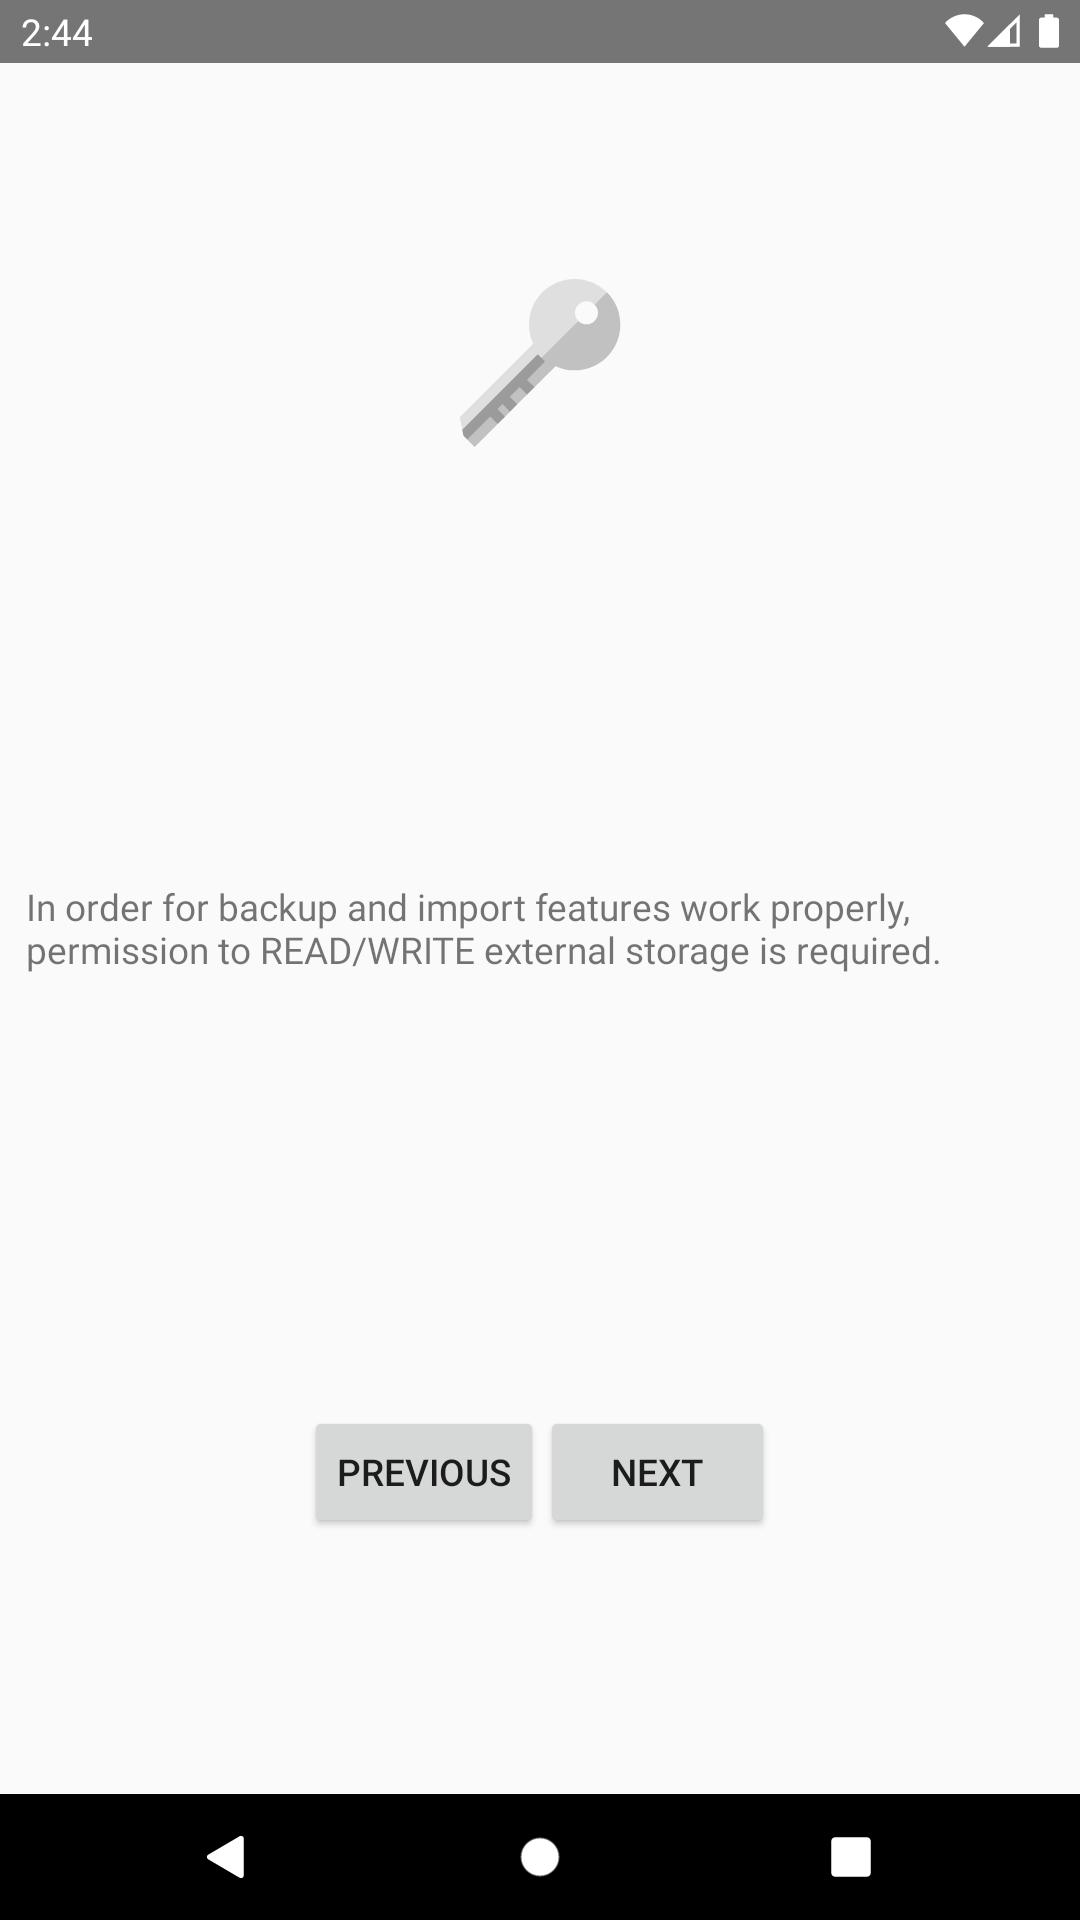 2:44
In order for backup and import features work properly,
permission to READ/WRITE external storage is required.
PREVIOUS
NEXT